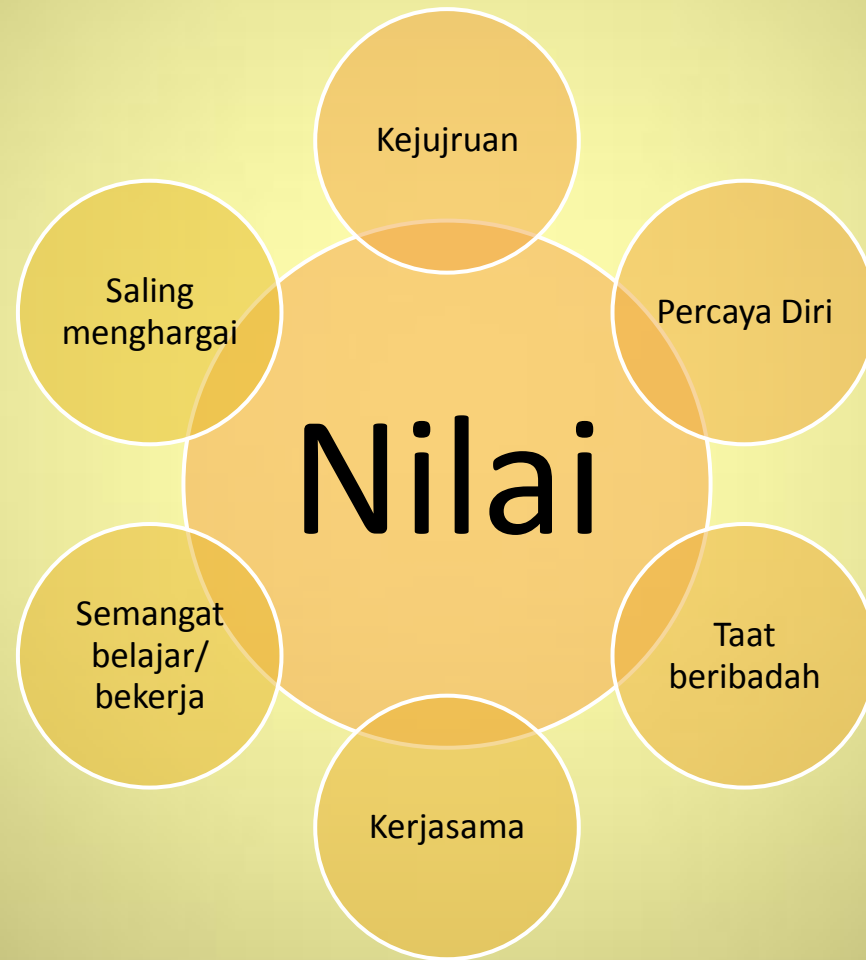 Kejujruan
Saling
menghargai
Percaya Diri
Nilai
Semangat
belajar/
bekerja
Taat
beribadah
Kerjasama